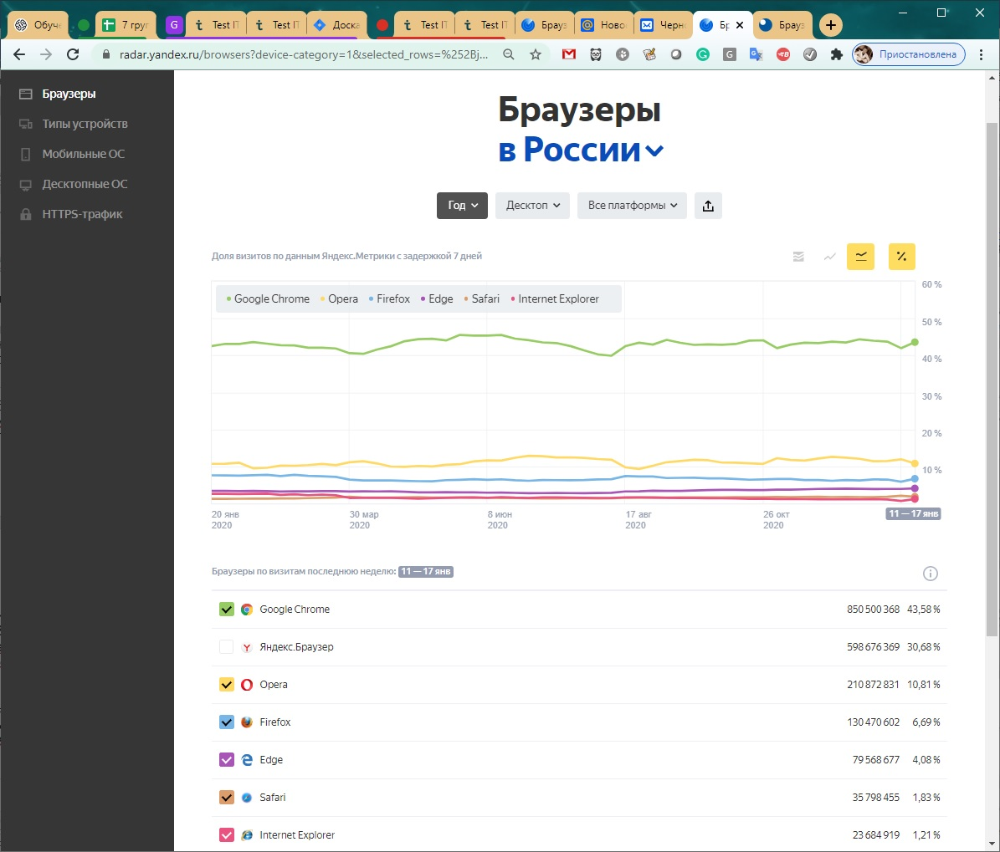 Обуче
7 груп
G
Test IT
Test IT
Доска
Test IT
Test IT
Брауз
Новос
Черн
Бр
Брауз
radar.yandex.ru/browsers?device-category=1&selected_rows=%252Bj...
Приостановлена
Браузеры
Типы устройств
Мобильные ОС
Десктопные ОС
HTTPS-трафик
Браузеры
в России
Год
Десктоп
Все платформы
Доля визитов по данным Яндекс.Метрики с задержкой 7 дней
Google Chrome
Opera
Firefox
Edge
Safari
Internet Explorer
60 %
50 %
40 %
30 %
20 %
10 %
20 янв
2020
30 мар
2020
8 июн
2020
17 авг
2020
26 окт
2020
11 — 17 янв
Браузеры по визитам последнюю неделю: 11 — 17 янв
Google Chrome 850 500 368 43,58 %
Яндекс.Браузер 598 676 369 30,68 %
Opera 210 872 831 10,81 %
Firefox 130 470 602 6,69 %
Edge 79 568 677 4,08 %
Safari 35 798 455 1,83 %
Internet Explorer 23 684 919 1,21 %